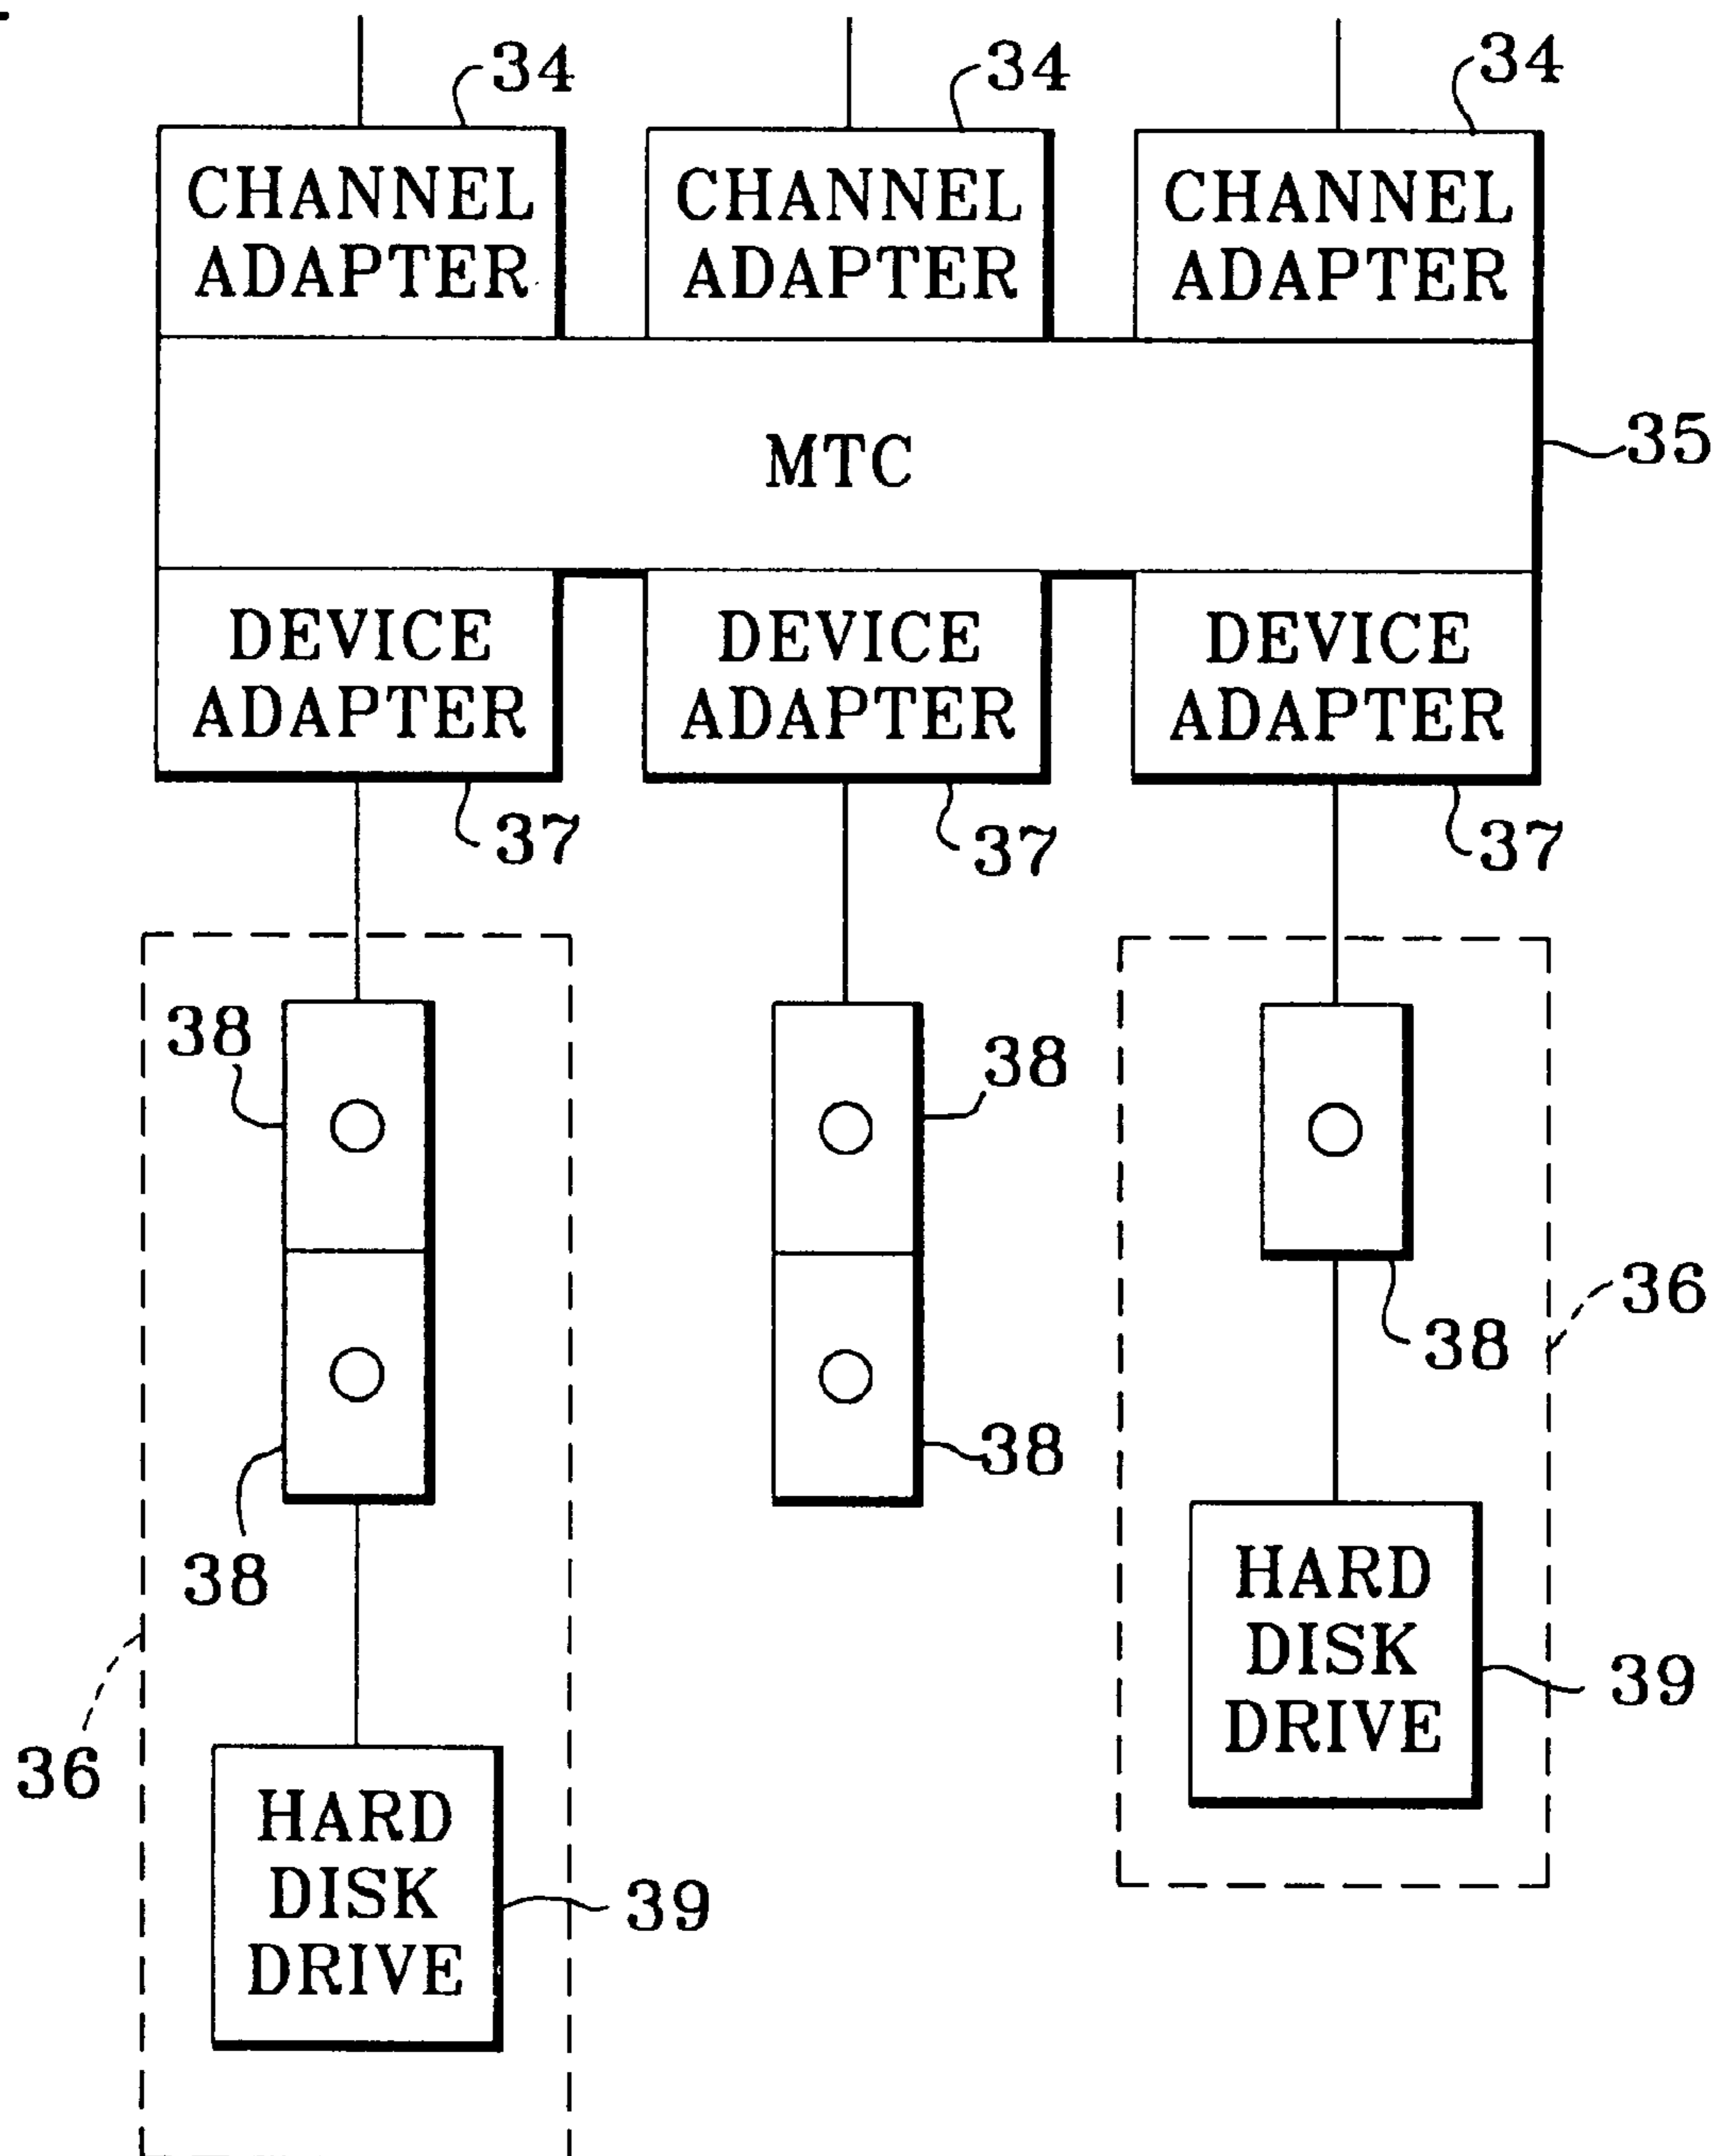 34
34
34
CHANNEL
ADAPTER
CHANNEL
ADAPTER
CHANNEL
ADAPTER
MTC
35
DEVICE
ADAPTER
DEVICE
ADAPTER
DEVICE
ADAPTER
37
37
37
38
38
38
38
38
36
36
HARD
DISK
DRIVE
39
HARD
DISK
DRIVE
39